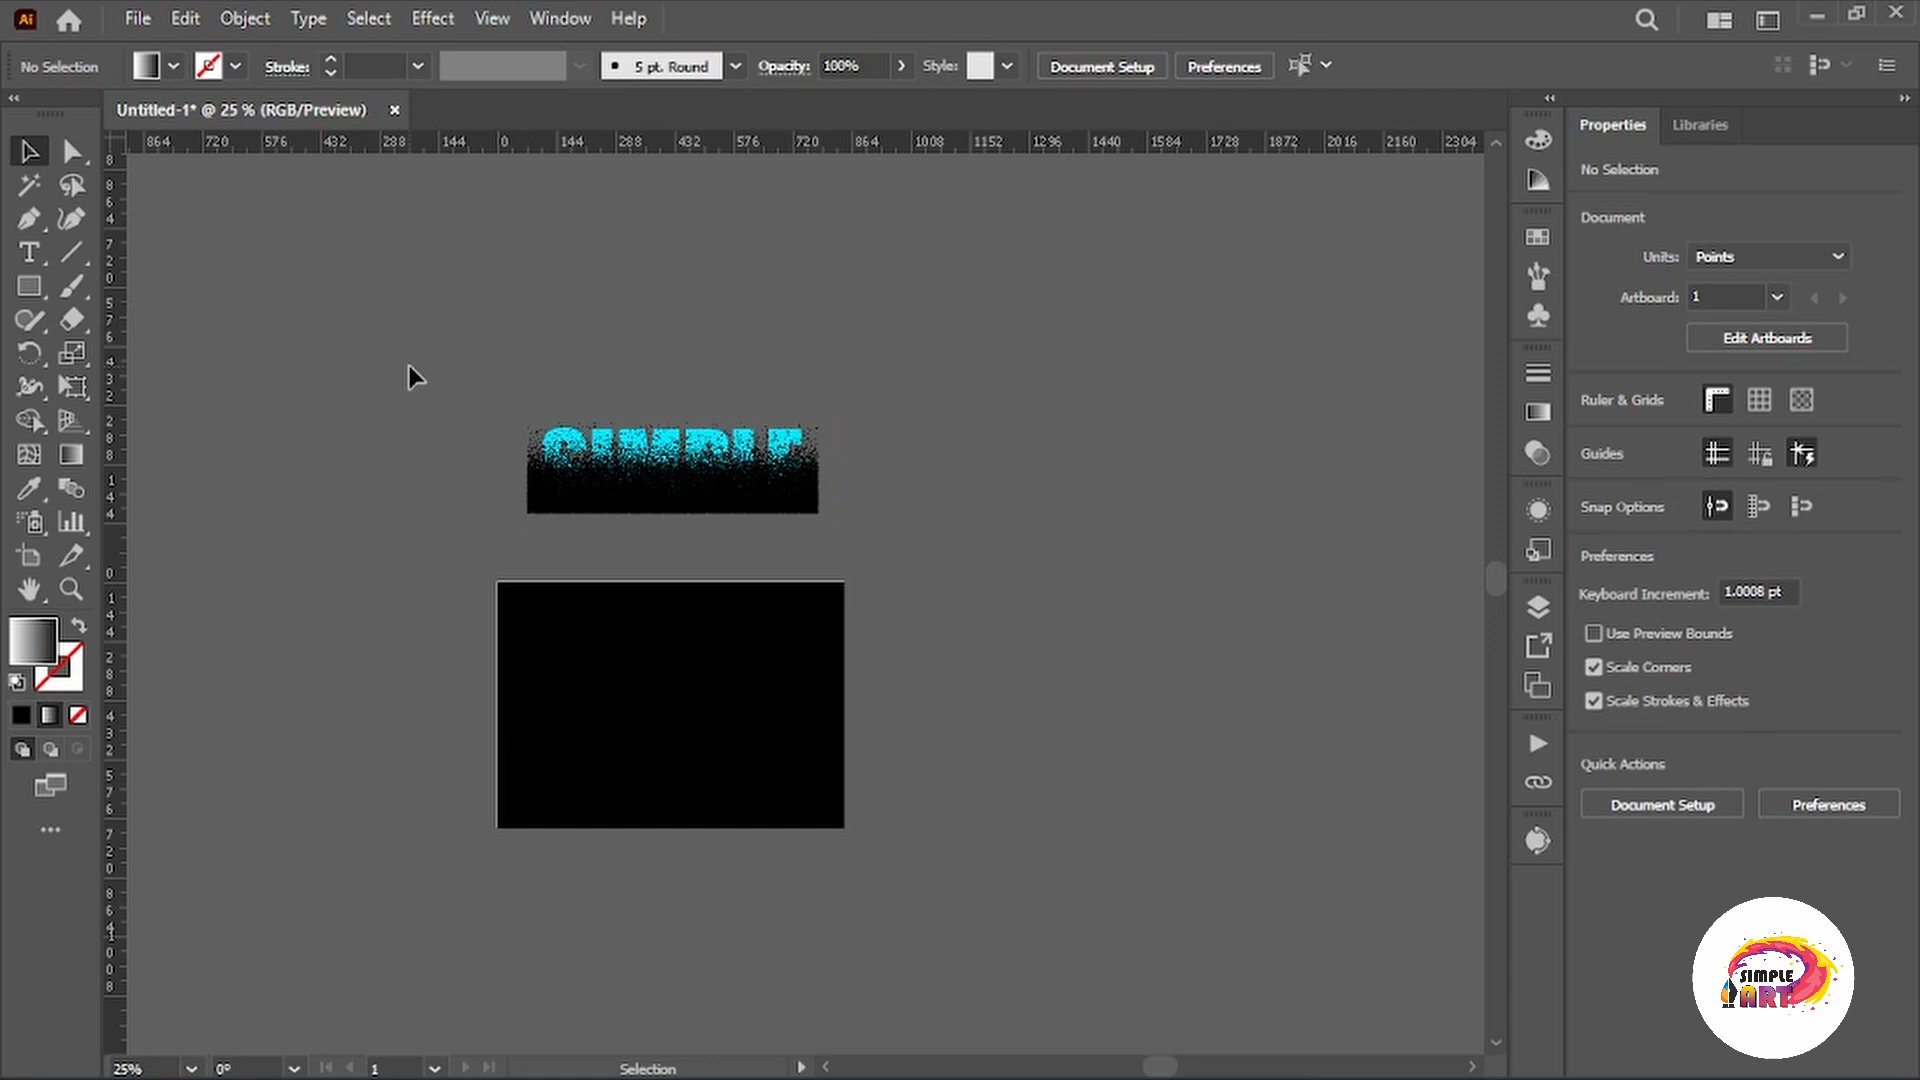 Ai File Edit Object Type Select Effect View Window Help
No Selection Stroke: 5 pt. Round Opacity: 100% Style: Document Setup Preferences
Untitled-1* @ 25 % (RGB/Preview)
864 720 576 432 288 144 0 144 288 432 576 720 864 1008 1152 1296 1440 1584 1728 1872 2016 2160 2304
Properties Libraries
No Selection
Document
Units: Points
Artboard: 1
Edit Artboards
Ruler & Grids
Guides
Snap Options
Preferences
Keyboard Increment: 1.0008 pt
Use Preview Bounds
Scale Corners
Scale Strokes & Effects
Quick Actions
Document Setup Preferences
SIMPLE
SIMPLE
ART
25% 0° 1 Selection